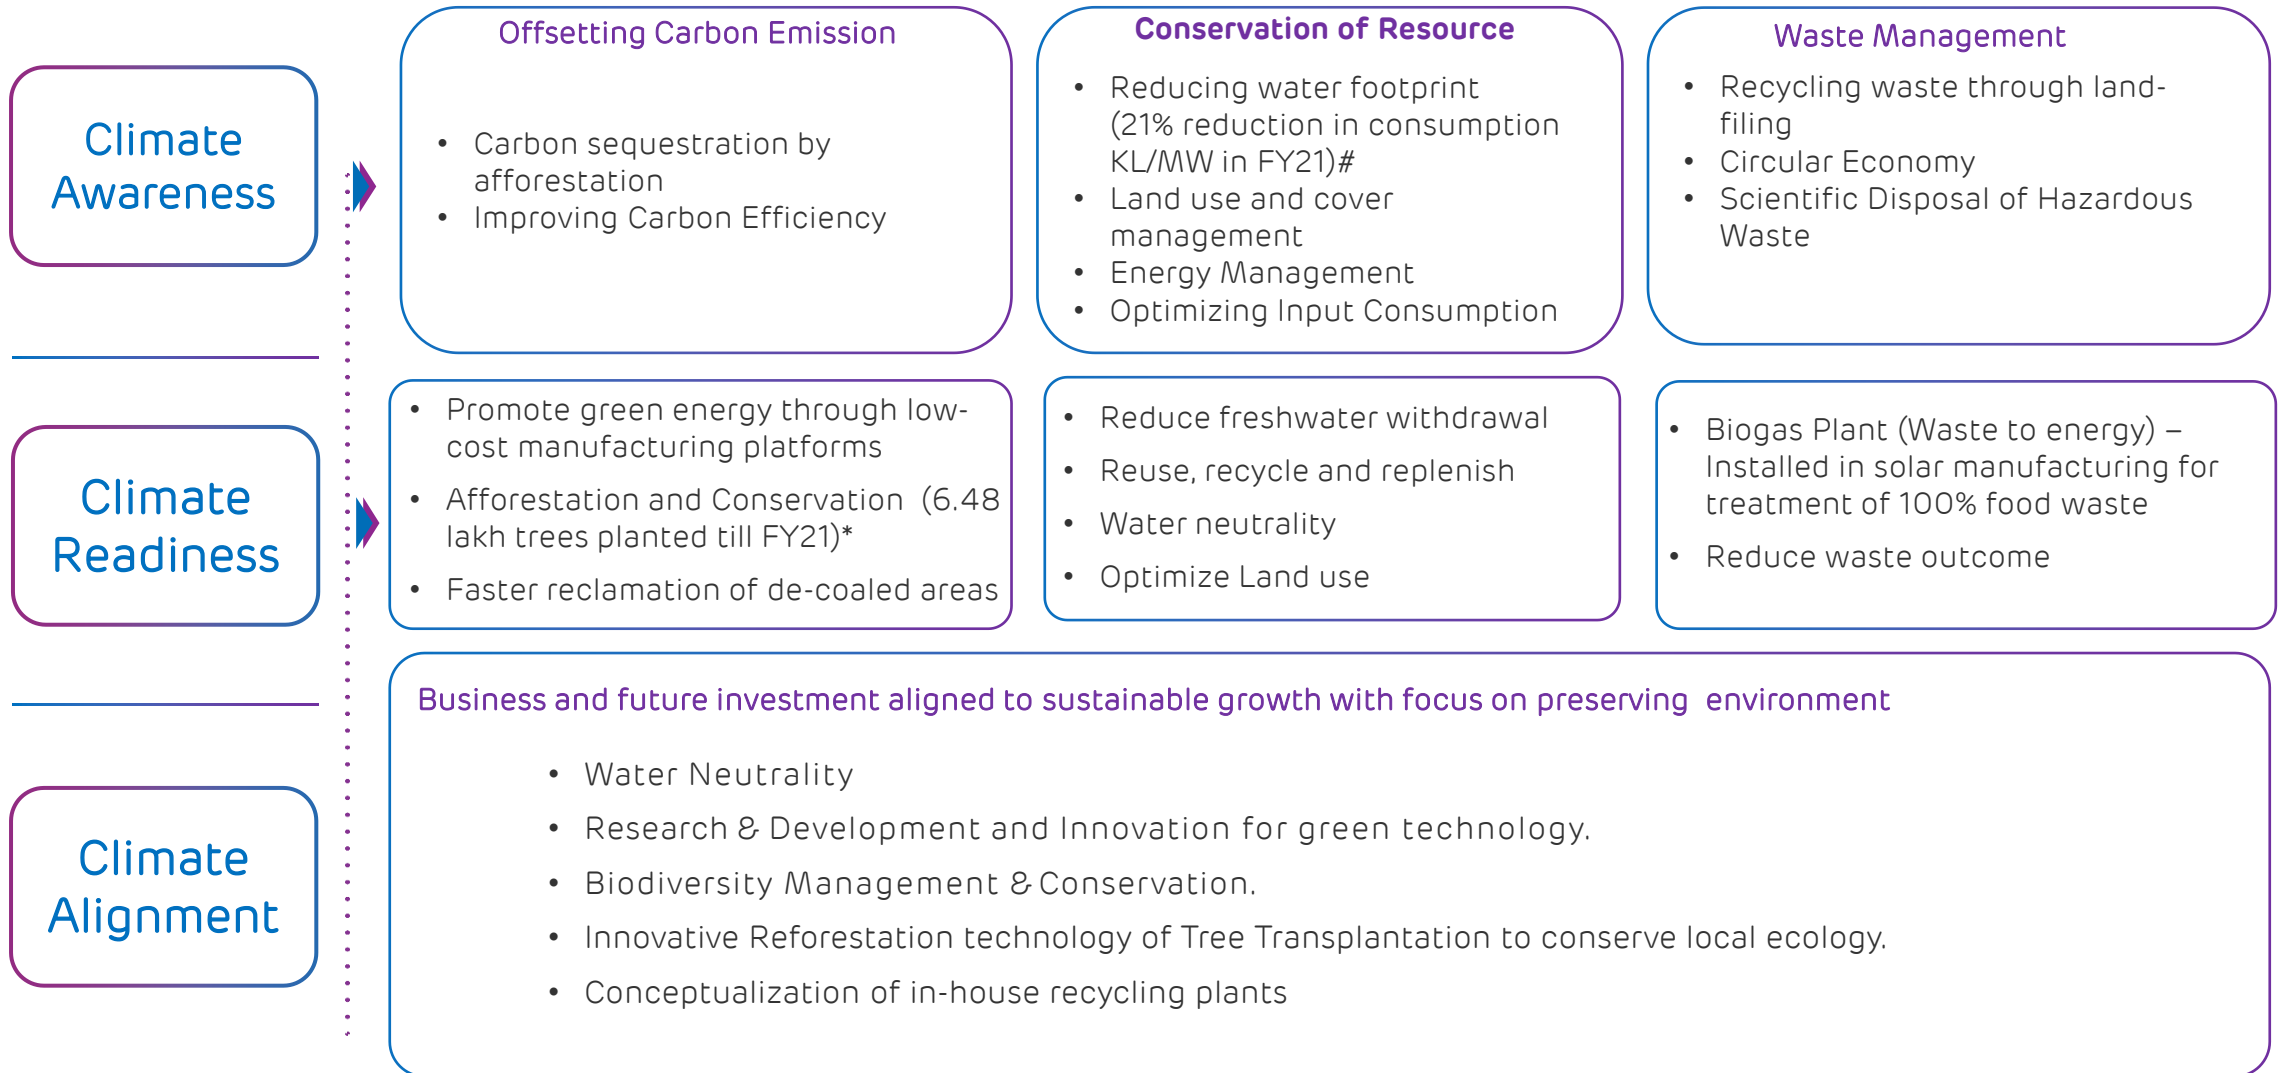 Climate
Awareness
Offsetting Carbon Emission
• Carbon sequestration by
afforestation
• Improving Carbon Efficiency
Conservation of Resource
• Reducing water footprint
(21% reduction in consumption
KL/MW in FY21)#
• Land use and cover
management
• Energy Management
• Optimizing Input Consumption
Waste Management
• Recycling waste through land-
filing
• Circular Economy
• Scientific Disposal of Hazardous
Waste
Climate
Readiness
• Promote green energy through low-
cost manufacturing platforms
• Afforestation and Conservation (6.48
lakh trees planted till FY21)*
• Faster reclamation of de-coaled areas
• Reduce freshwater withdrawal
• Reuse, recycle and replenish
• Water neutrality
• Optimize Land use
• Biogas Plant (Waste to energy) –
Installed in solar manufacturing for
treatment of 100% food waste
• Reduce waste outcome
Climate
Alignment
Business and future investment aligned to sustainable growth with focus on preserving environment
• Water Neutrality
• Research & Development and Innovation for green technology.
• Biodiversity Management & Conservation.
• Innovative Reforestation technology of Tree Transplantation to conserve local ecology.
• Conceptualization of in-house recycling plants